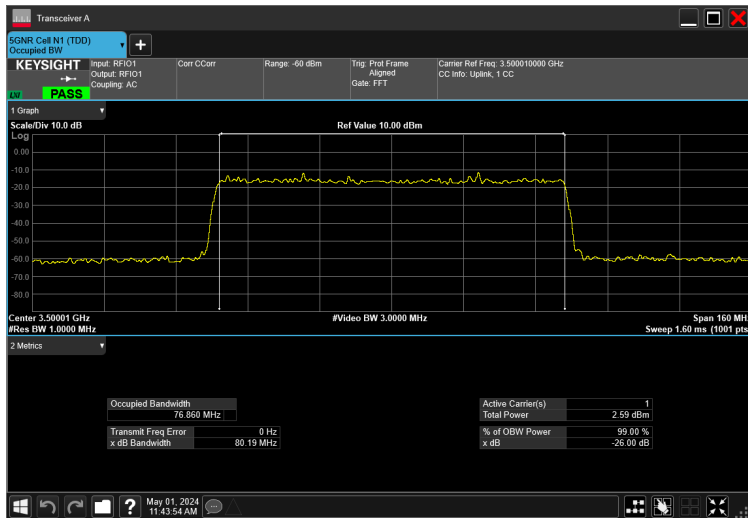 Transceiver A
5GNR Cell N1 (TDD)
Occupied BW
KEYSIGHT
LXI
PASS
Input: RFIO1
Output: RFIO1
Coupling: AC
Corr CCorr
Range: -60 dBm
Trig: Prot Frame
Aligned
Gate: FFT
Carrier Ref Freq: 3.500010000 GHz
CC Info: Uplink, 1 CC
1 Graph
Scale/Div 10.0 dB
Ref Value 10.00 dBm
Log
0.00
-10.0
-20.0
-30.0
-40.0
-50.0
-60.0
-70.0
-80.0
Center 3.50001 GHz
#Video BW 3.0000 MHz
Span 160 MH
#Res BW 1.0000 MHz
Sweep 1.60 ms (1001 pts
2 Metrics
Occupied Bandwidth
76.860 MHz
Transmit Freq Error 0 Hz
x dB Bandwidth 80.19 MHz
Active Carrier(s) 1
Total Power 2.59 dBm
% of OBW Power 99.00 %
x dB -26.00 dB
May 01, 2024
11:43:54 AM